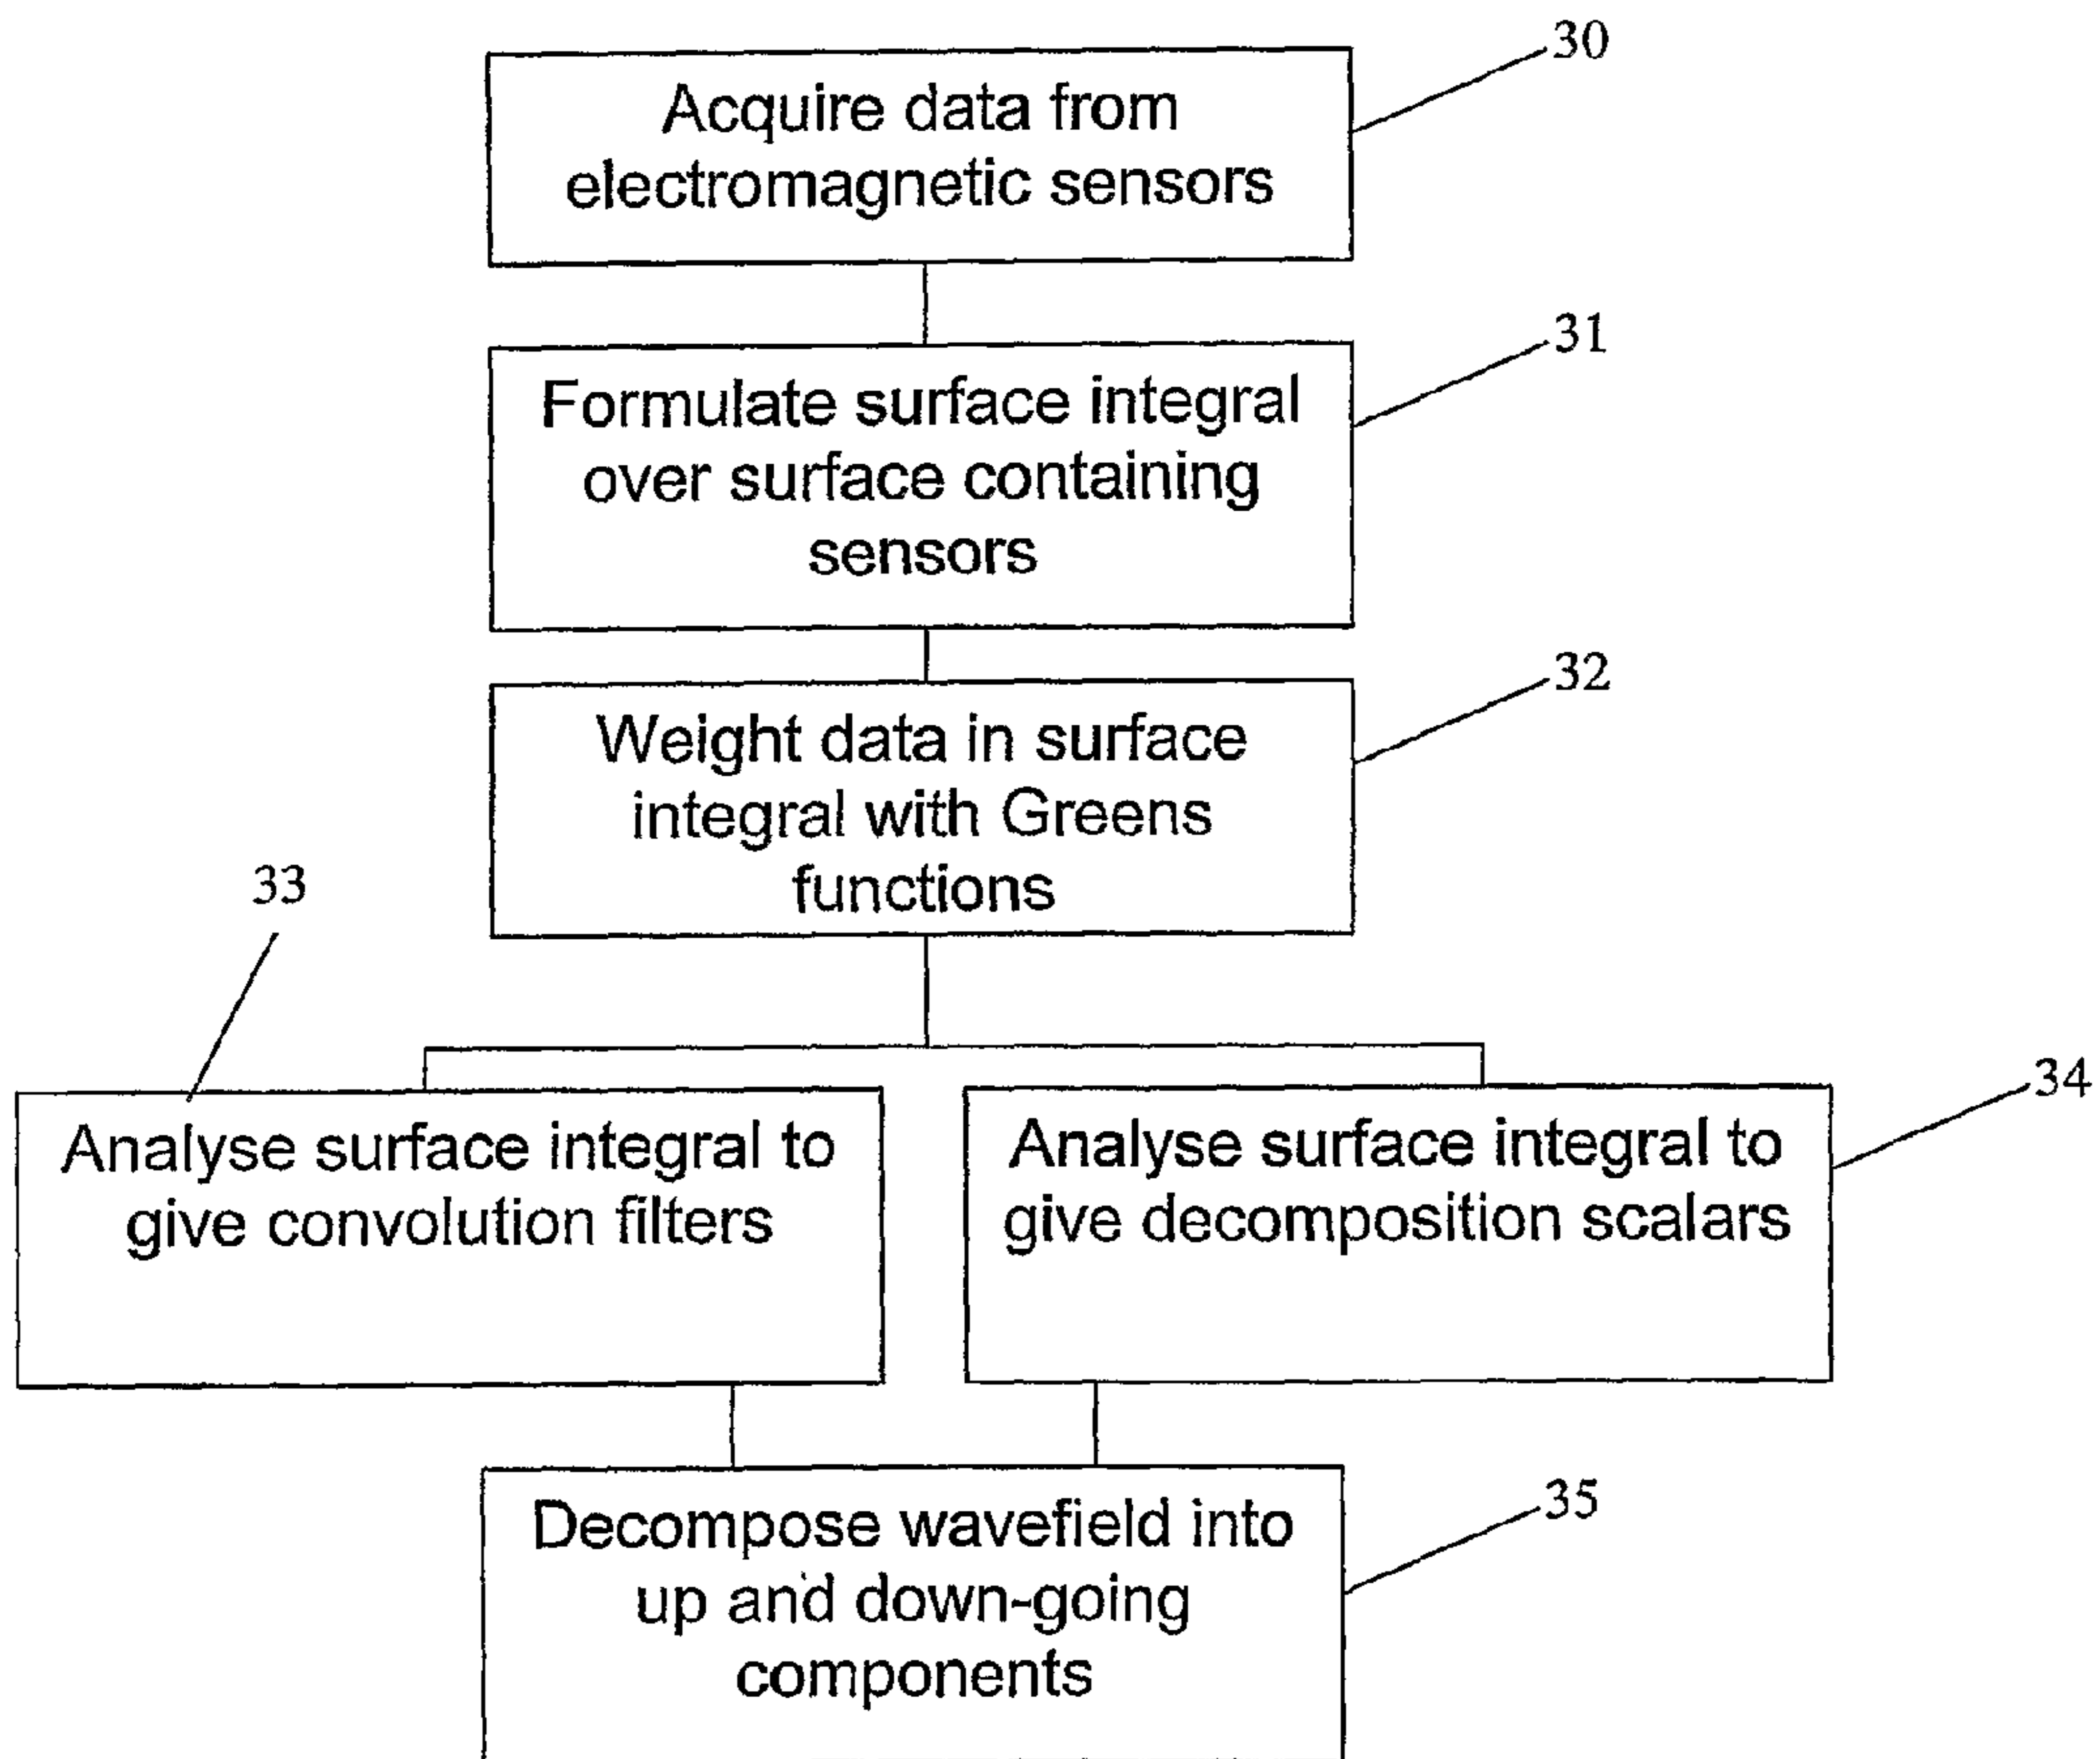 30
Acquire data from
electromagnetic sensors
31
Formulate surface integral
over surface containing
sensors
32
Weight data in surface
integral with Greens
functions
33
Analyse surface integral to
give convolution filters
34
Analyse surface integral to
give decomposition scalars
35
Decompose wavefield into
up and down-going
components